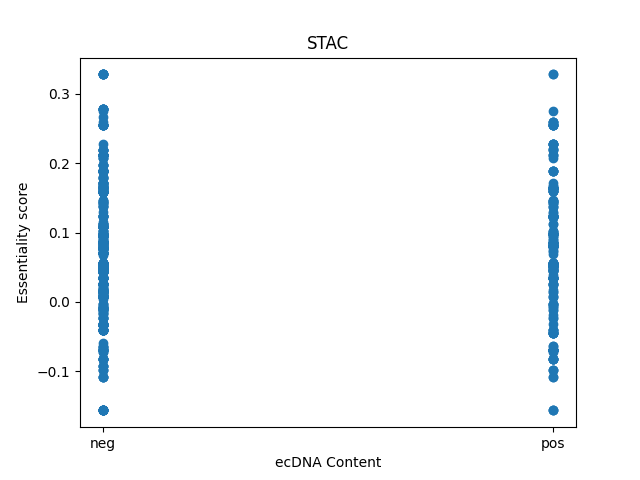 STAC
Essentiality score
0.3
0.2
0.1
0.0
−0.1
neg
pos
ecDNA Content